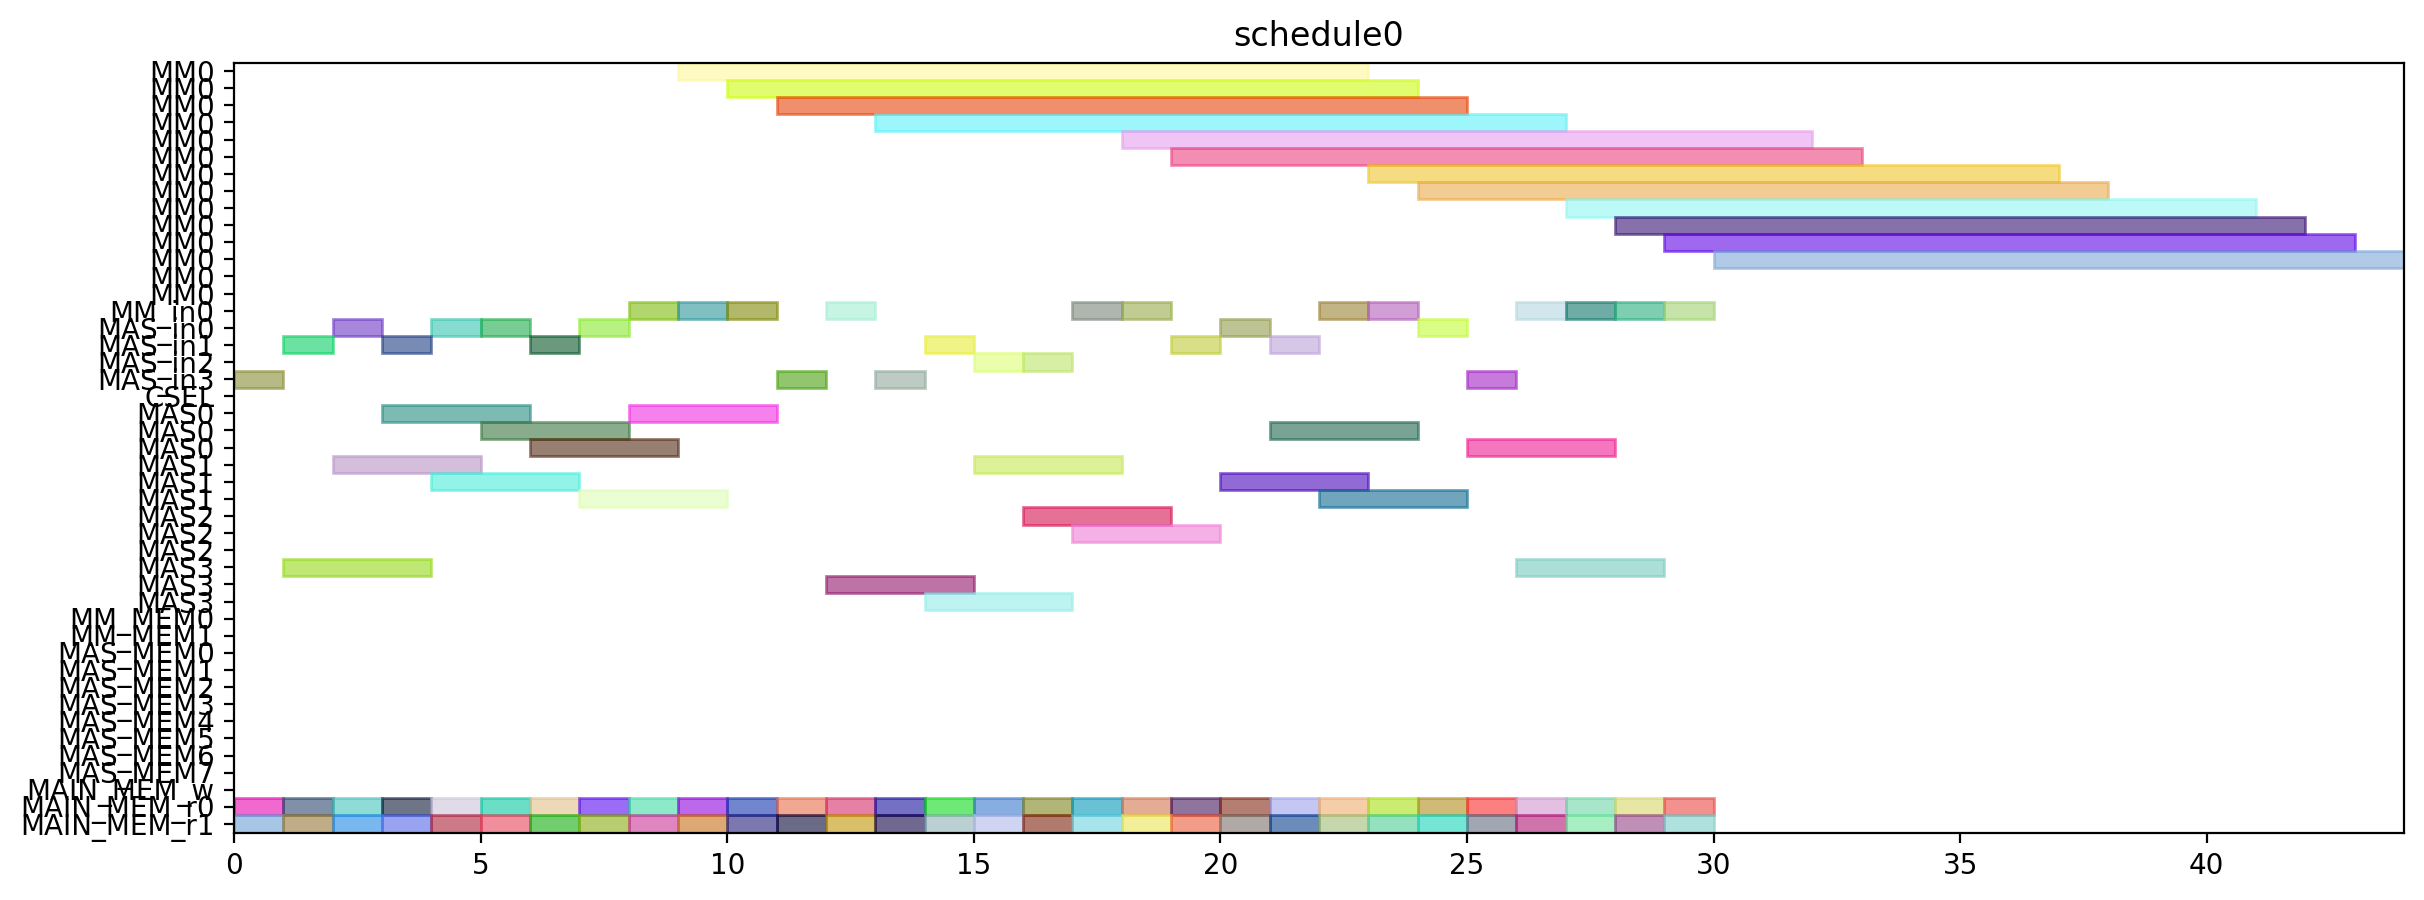 schedule0
MM0
MM0
MM0
MM0
MM0
MM0
MM0
MM0
MM0
MM0
MM0
MM0
MM0
MM0
MM_in0
MAS_in0
MAS_in1
MAS_in2
MAS_in3
CSEL
MAS0
MAS0
MAS0
MAS1
MAS1
MAS1
MAS2
MAS2
MAS2
MAS3
MAS3
MAS3
MM_MEM0
MM_MEM1
MAS_MEM0
MAS_MEM1
MAS_MEM2
MAS_MEM3
MAS_MEM4
MAS_MEM5
MAS_MEM6
MAS_MEM7
MAIN_MEM_w
MAIN_MEM_r0
MAIN_MEM_r1
0 5 10 15 20 25 30 35 40